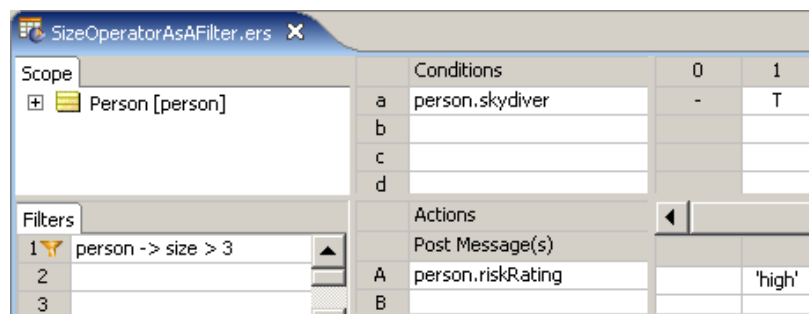 SizeOperatorAsAFilter.ers
Scope
Person [person]
Conditions 0 1
a person.skydiver - T
b
c
d
Filters
1 person -> size > 3
2
3
Actions
Post Message(s)
A person.riskRating 'high'
B